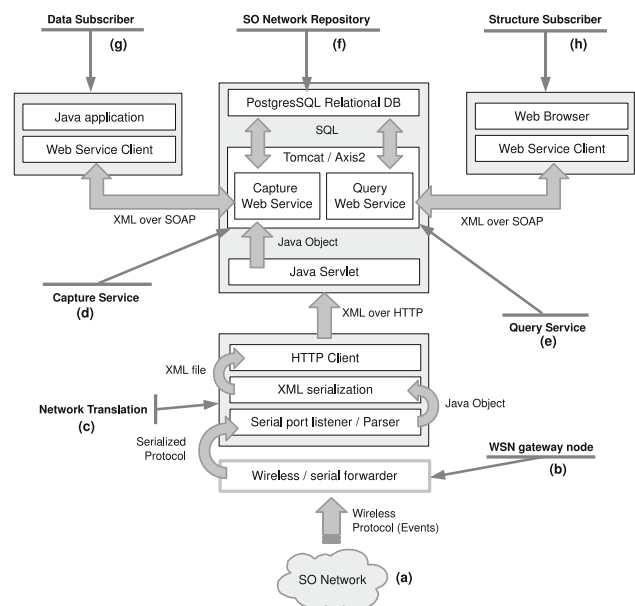 Data Subscriber
(g)
SO Network Repository
(f)
Structure Subscriber
(h)
Java application
Web Service Client
PostgresSQL Relational DB
SQL
Tomcat / Axis2
Capture
Web Service
Query
Web Service
Java Object
Java Servlet
Web Browser
Web Service Client
XML over SOAP
XML over SOAP
Capture Service
(d)
Query Service
(e)
XML over HTTP
HTTP Client
XML file
XML serialization
Java Object
Serial port listener / Parser
Network Translation
(c)
Serialized
Protocol
WSN gateway node
(b)
Wireless / serial forwarder
Wireless
Protocol (Events)
SO Network
(a)